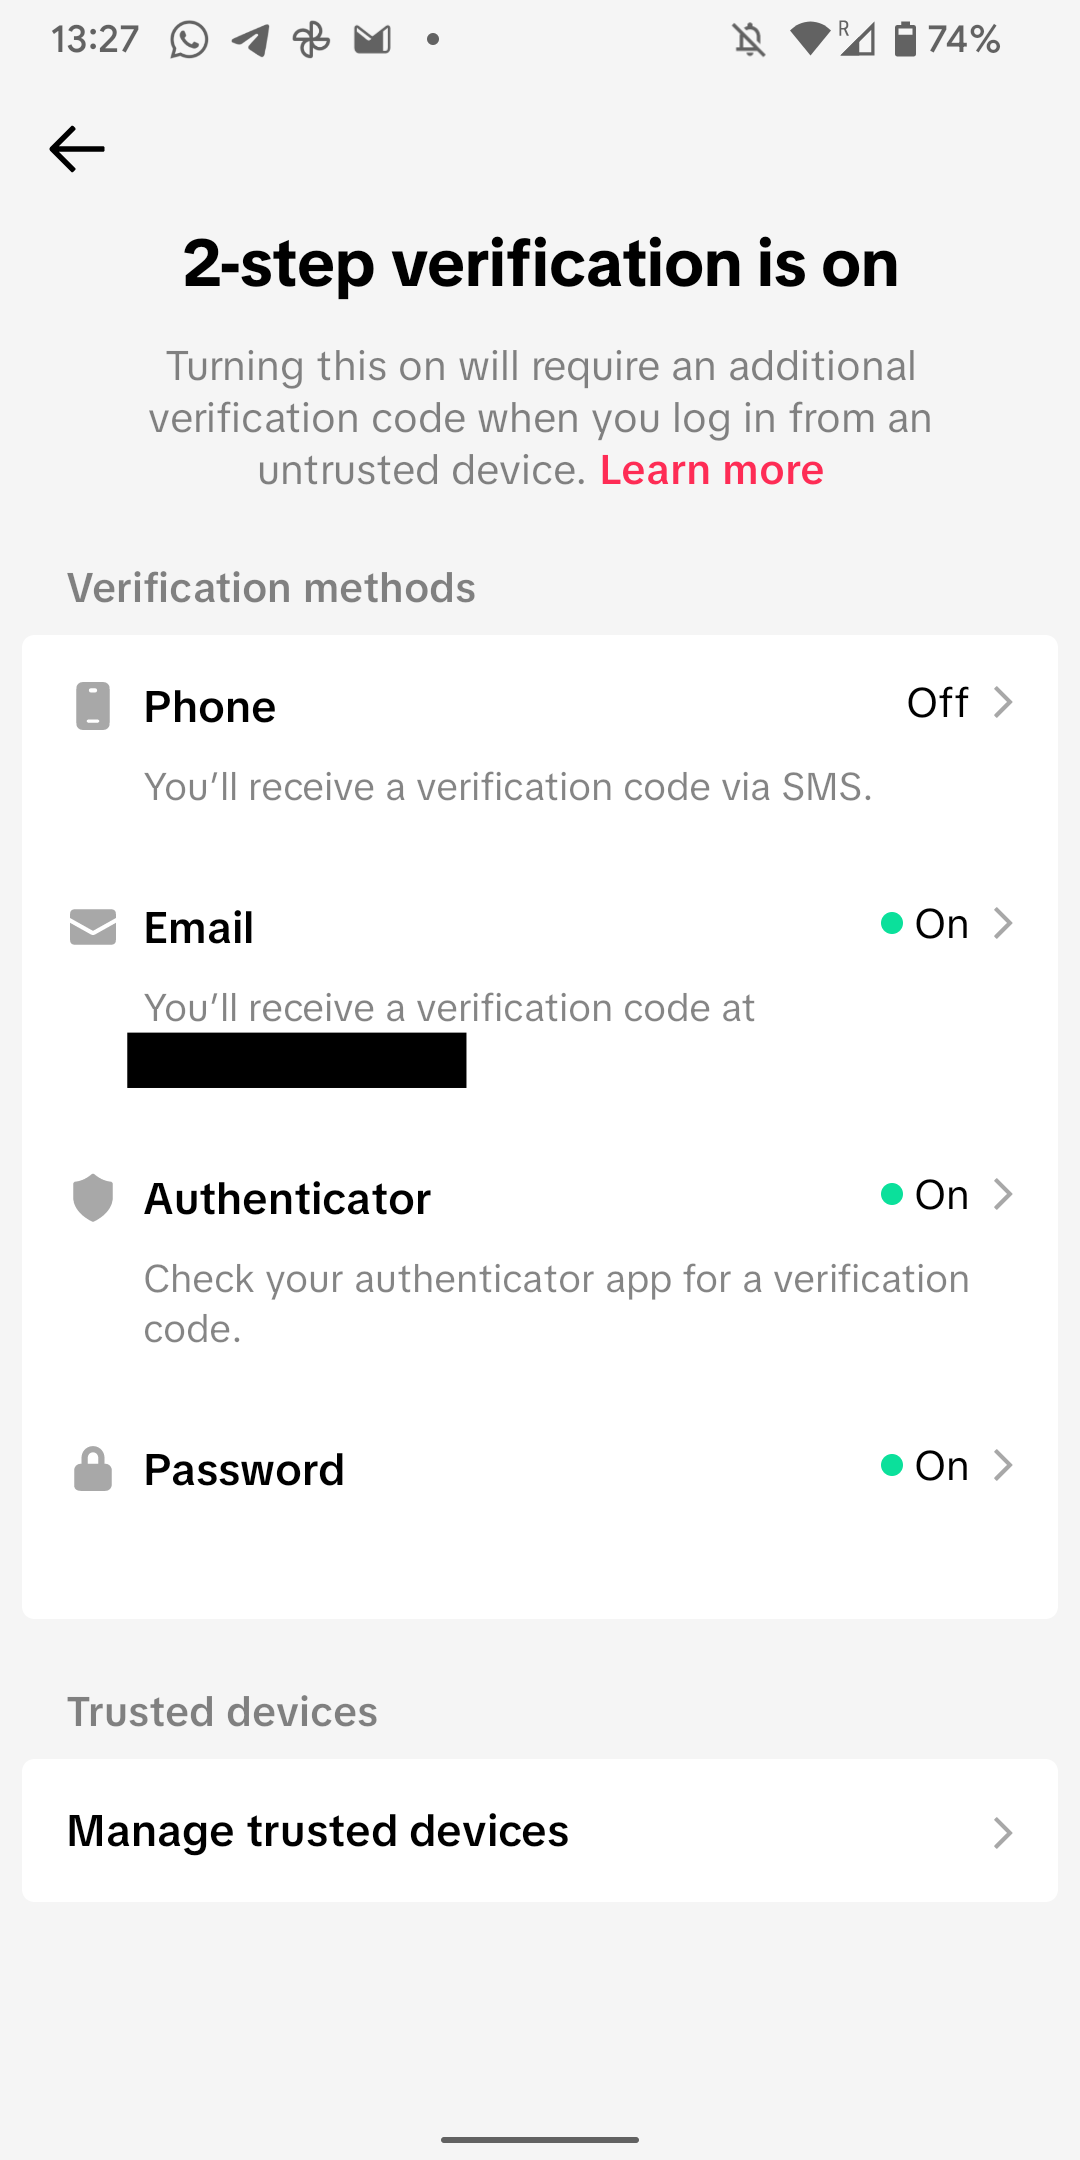 13:27
R
74%
2-step verification is on
Turning this on will require an additional
verification code when you log in from an
untrusted device. Learn more
Verification methods
Phone
Off
You’ll receive a verification code via SMS.
Email
On
You’ll receive a verification code at
Authenticator
On
Check your authenticator app for a verification
code.
Password
On
Trusted devices
Manage trusted devices